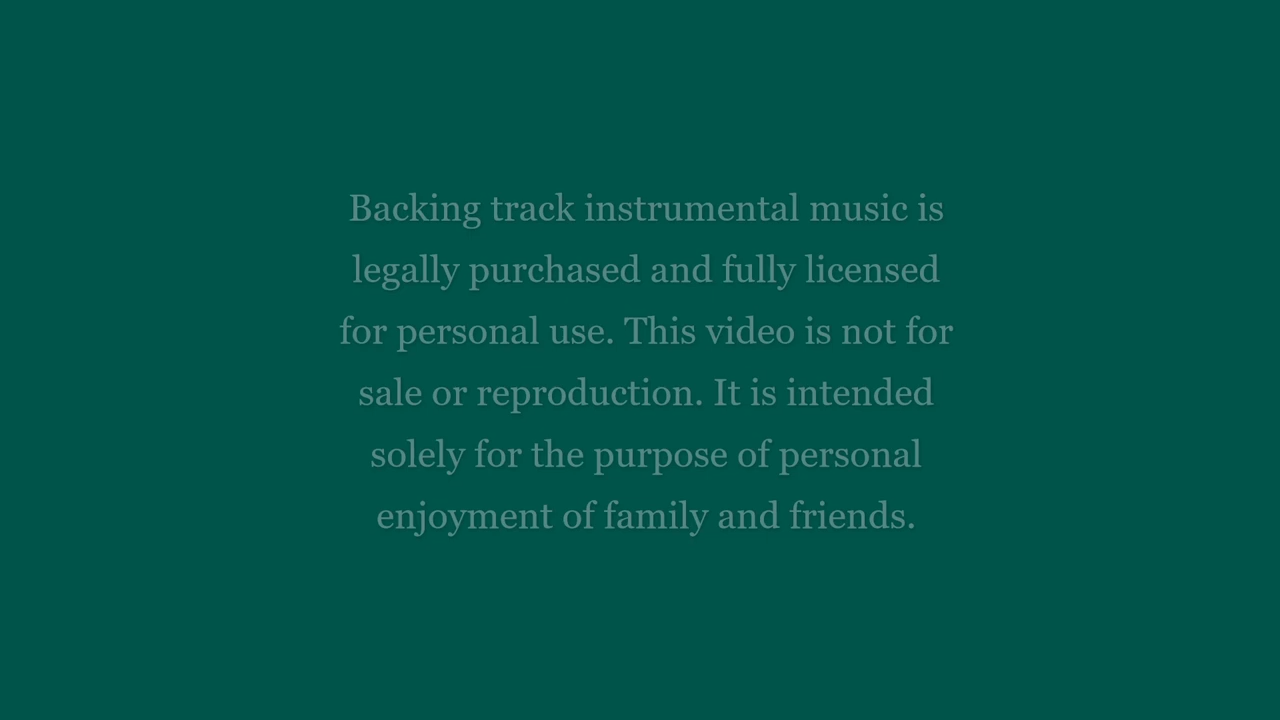 Backing track instrumental music is
legally purchased and fully licensed
for personal use. This video is not for
sale or reproduction. It is intended
solely for the purpose of personal
enjoyment of family and friends.